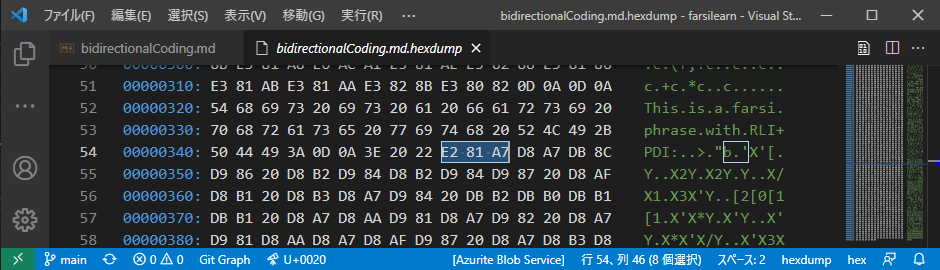 ファイル(F) 編集(E) 選択(S) 表示(V) 移動(G) 実行(R) ··· bidirectionalCoding.md.hexdump - farsilearn - Visual St...
bidirectionalCoding.md bidirectionalCoding.md.hexdump
51 00000310: E3 81 AB E3 81 AA E3 82 8B E3 80 82 0D 0A 0D 0A .c.+c.*c..c......
52 00000320: 54 68 69 73 20 69 73 20 61 20 66 61 72 73 69 20 This.is.a.farsi.
53 00000330: 70 68 72 61 73 65 20 77 69 74 68 20 52 4C 49 2B phrase.with.RLI+
54 00000340: 50 44 49 3A 0D 0A 3E 20 22 E2 81 A7 D8 A7 DB 8C PDI:..>."b.'X'[.
55 00000350: D9 86 20 D8 B2 D9 84 D8 B2 D9 84 D9 87 20 D8 AF Y..X2Y.X2Y.Y..X/
56 00000360: D8 B1 20 D8 B3 D8 A7 D9 84 20 DB B2 DB B0 DB B1 X1.X3X'Y..[2[0[1
57 00000370: DB B1 20 D8 A7 D8 AA D9 81 D8 A7 D9 82 20 D8 A7 [1.X'X*Y.X'Y..X'
58 00000380: D9 81 D8 AA D8 A7 D8 AF D9 87 20 D8 A7 D8 B3 D8 Y.X*X'X/Y..X'X3X
main 0 0 Git Graph U+0020 [Azurite Blob Service] 行 54、列 46 (8 個選択) スペース: 2 hexdump hex